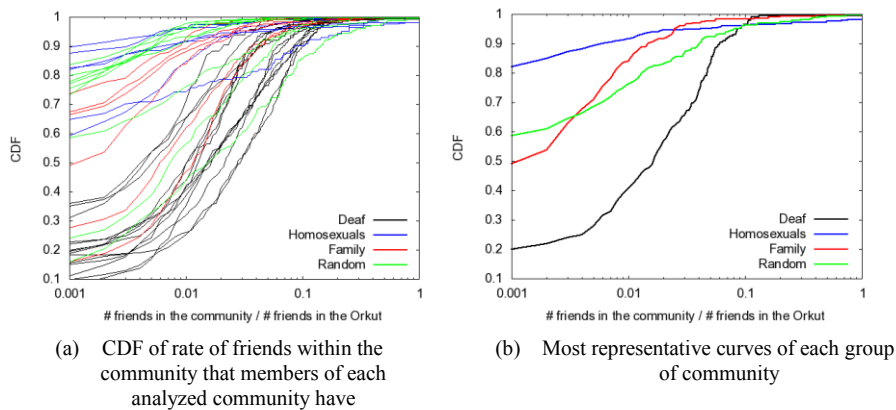 1
0.9
0.8
0.7
0.6
0.5
0.4
0.3
0.2
0.1
CDF
0.001
0.01
0.1
1
# friends in the community / # friends in the Orkut
Deaf
Homosexuals
Family
Random
(a) CDF of rate of friends within the
community that members of each
analyzed community have
1
0.9
0.8
0.7
0.6
0.5
0.4
0.3
0.2
0.1
CDF
0.001
0.01
0.1
1
# friends in the community / # friends in the Orkut
Deaf
Homosexuals
Family
Random
(b) Most representative curves of each group
of community